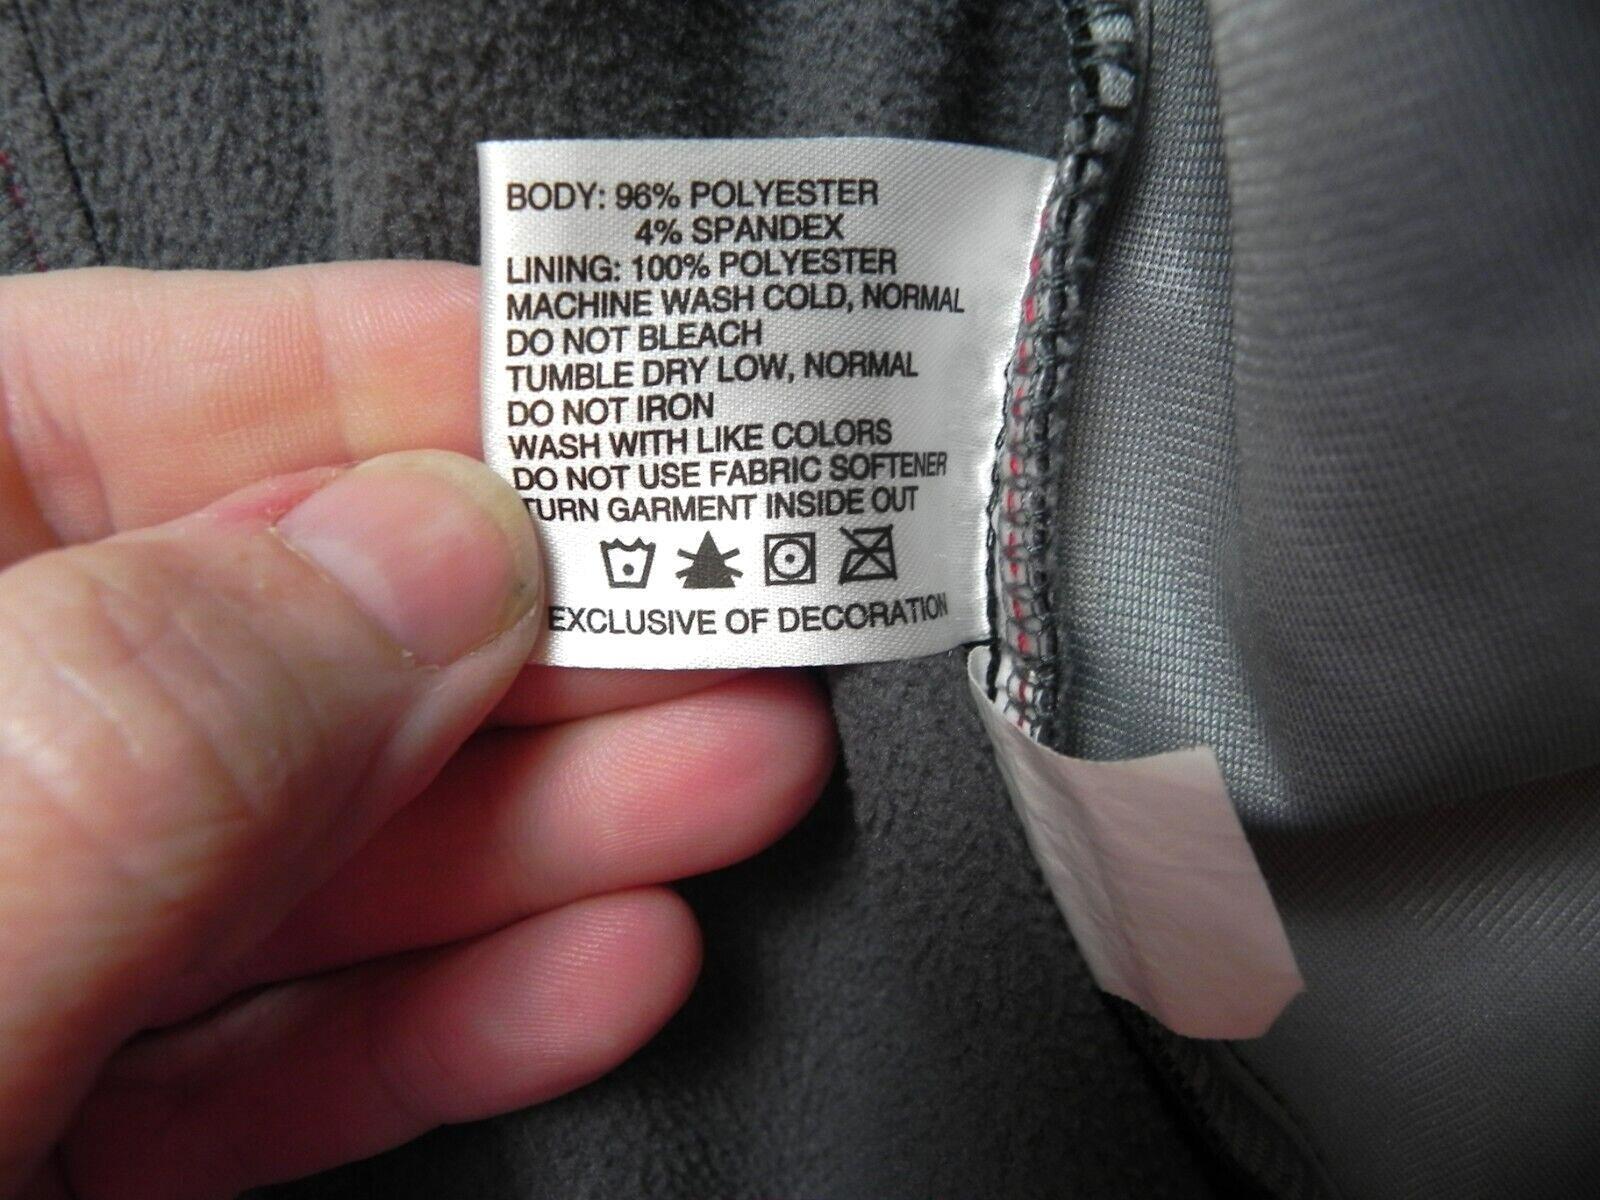 BODY: 96% POLYESTER
4% SPANDEX
LINING: 100% POLYESTER
MACHINE WASH COLD, NORMAL
DO NOT BLEACH
TUMBLE DRY LOW, NORMAL
DO NOT IRON
WASH WITH LIKE COLORS
DO NOT USE FABRIC SOFTENER
TURN GARMENT INSIDE OUT
EXCLUSIVE OF DECORATION